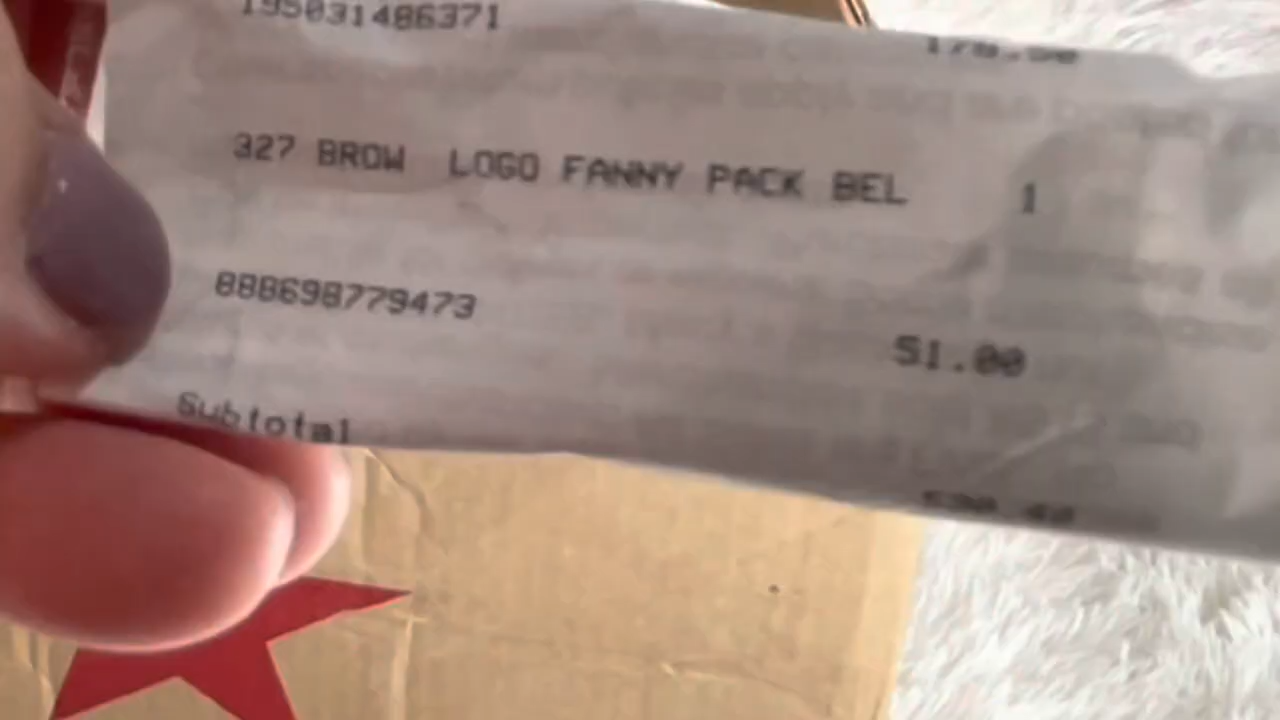 195031486371
327 BROW LOGO FANNY PACK BEL 1
888698779473
51.00
Subtotal